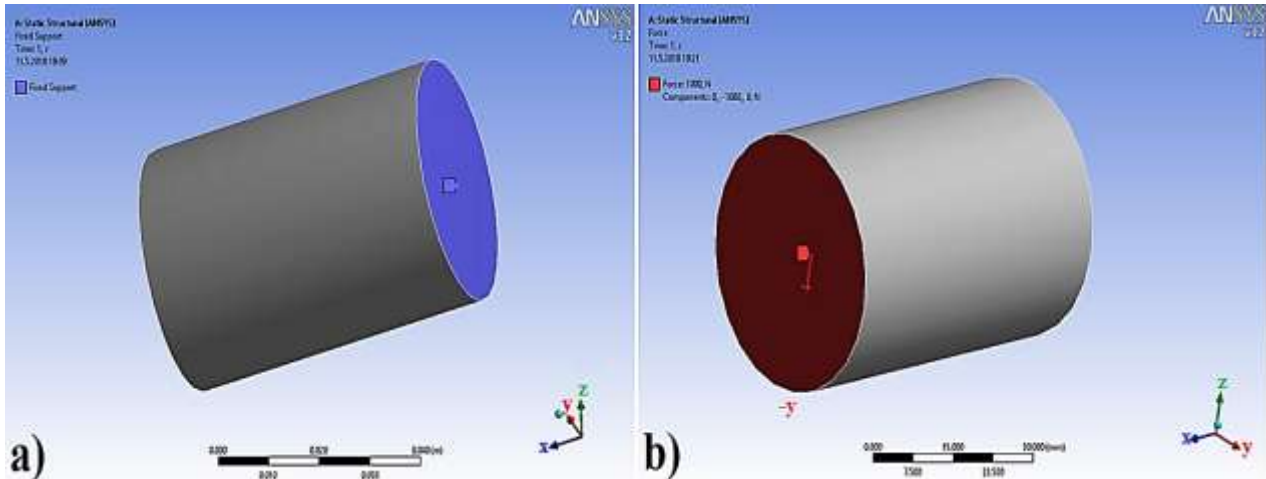 A: Static Structural (ANSYS)
Fixed Support
Time: 1, s
Fixed Support
ANSYS
0.000 0.020 0.040 (m)
0.010 0.030
x
y
z
a)
A: Static Structural (ANSYS)
Force
Time: 1, s
Force: 1000, N
Components: 0, -1000, 0, N
ANSYS
-y
0.000 15.000 30.000 (mm)
7.500 22.500
z
x
y
b)